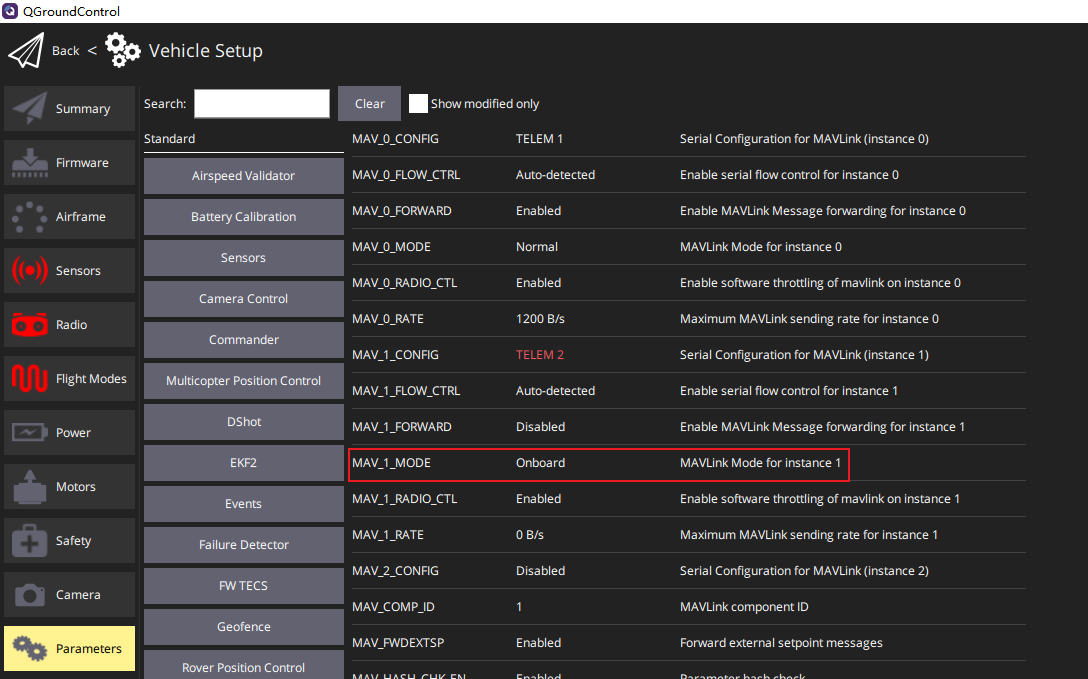 QGroundControl
Back < Vehicle Setup
Summary
Firmware
Airframe
Sensors
Radio
Flight Modes
Power
Motors
Safety
Camera
Parameters
Search: Clear Show modified only
Standard
Airspeed Validator
Battery Calibration
Sensors
Camera Control
Commander
Multicopter Position Control
DShot
EKF2
Events
Failure Detector
FW TECS
Geofence
Rover Position Control
MAV_0_CONFIG TELEM 1 Serial Configuration for MAVLink (instance 0)
MAV_0_FLOW_CTRL Auto-detected Enable serial flow control for instance 0
MAV_0_FORWARD Enabled Enable MAVLink Message forwarding for instance 0
MAV_0_MODE Normal MAVLink Mode for instance 0
MAV_0_RADIO_CTL Enabled Enable software throttling of mavlink on instance 0
MAV_0_RATE 1200 B/s Maximum MAVLink sending rate for instance 0
MAV_1_CONFIG TELEM 2 Serial Configuration for MAVLink (instance 1)
MAV_1_FLOW_CTRL Auto-detected Enable serial flow control for instance 1
MAV_1_FORWARD Disabled Enable MAVLink Message forwarding for instance 1
MAV_1_MODE Onboard MAVLink Mode for instance 1
MAV_1_RADIO_CTL Enabled Enable software throttling of mavlink on instance 1
MAV_1_RATE 0 B/s Maximum MAVLink sending rate for instance 1
MAV_2_CONFIG Disabled Serial Configuration for MAVLink (instance 2)
MAV_COMP_ID 1 MAVLink component ID
MAV_FWDEXTSP Enabled Forward external setpoint messages
MAV_HASH_CHK_EN Enabled Parameter hash check